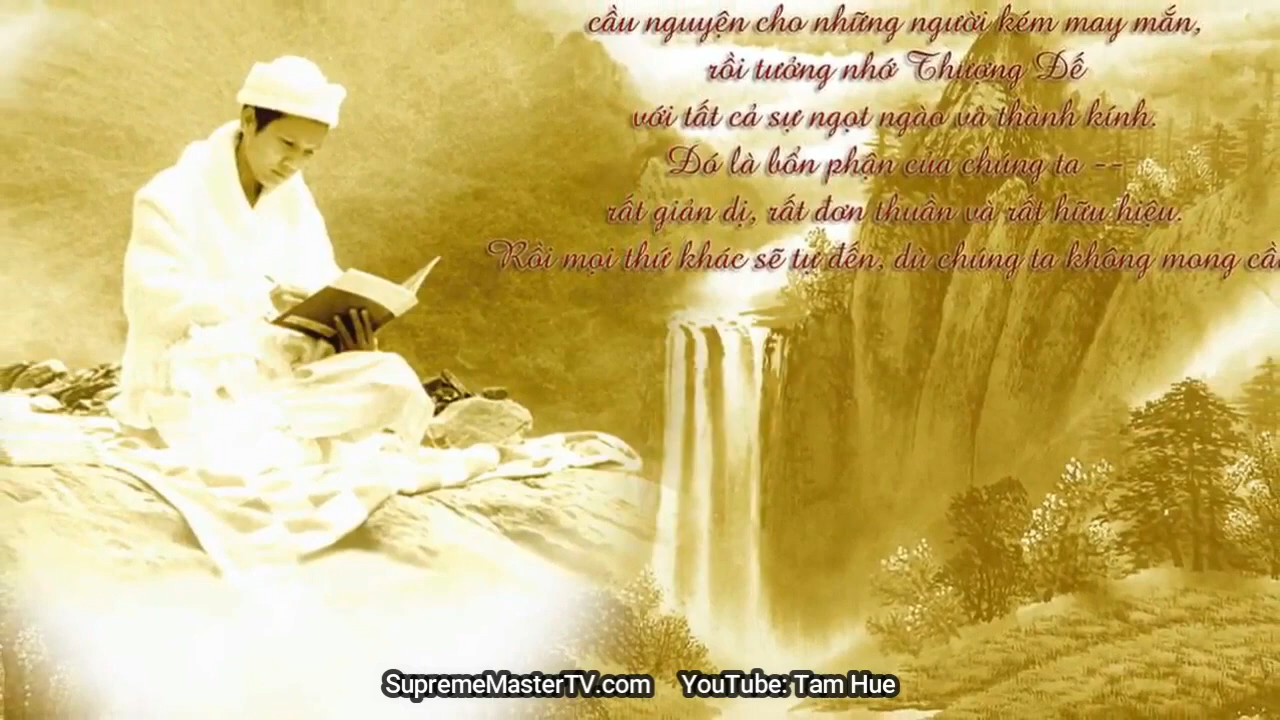 cầu nguyện cho những người kém may mắn,
rồi tưởng nhớ Thượng Đế
với tất cả sự ngọt ngào và thành kính.
Đó là bổn phận của chúng ta --
rất giản dị, rất đơn thuần và rất hữu hiệu.
Rồi mọi thứ khác sẽ tự đến, dù chúng ta không mong cầ
SupremeMasterTV.com YouTube: Tam Hue